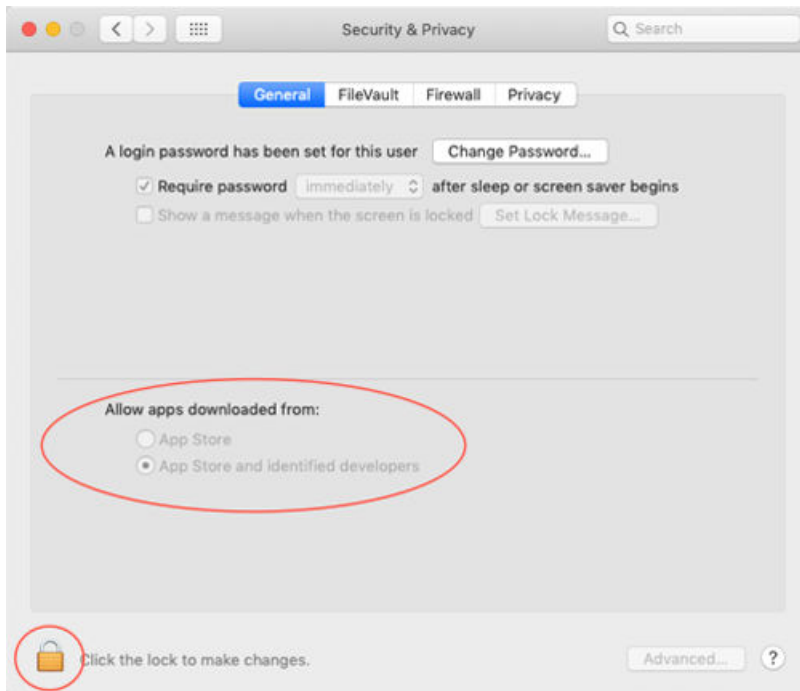 Security & Privacy
Search
General FileVault Firewall Privacy
A login password has been set for this user Change Password...
Require password immediately after sleep or screen saver begins
Show a message when the screen is locked Set Lock Message...
Allow apps downloaded from:
App Store
App Store and identified developers
Click the lock to make changes.
Advanced... ?